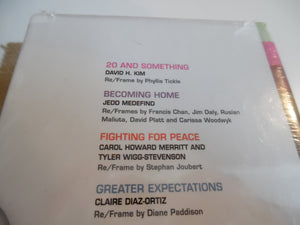 20 AND SOMETHING
DAVID H. KIM
Re/Frame by Phyllis Tickle
BECOMING HOME
JEDD MEDEFIND
Re/Frames by Francis Chan, Jim Daly, Ruslan
Maliuta, David Platt and Carissa Woodwyk
FIGHTING FOR PEACE
CAROL HOWARD MERRITT AND
TYLER WIGG-STEVENSON
Re/Frame by Stephan Joubert
GREATER EXPECTATIONS
CLAIRE DIAZ-ORTIZ
Re/Frame by Diane Paddison